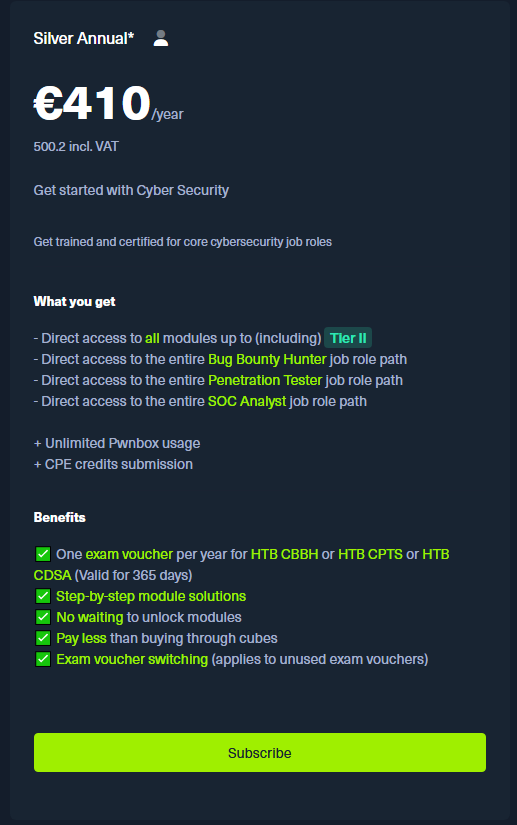 Silver Annual*
€410/year
500.2 incl. VAT
Get started with Cyber Security
Get trained and certified for core cybersecurity job roles
What you get
- Direct access to all modules up to (including) Tier II
- Direct access to the entire Bug Bounty Hunter job role path
- Direct access to the entire Penetration Tester job role path
- Direct access to the entire SOC Analyst job role path
+ Unlimited Pwnbox usage
+ CPE credits submission
Benefits
✅ One exam voucher per year for HTB CBBH or HTB CPTS or HTB
CDSA (Valid for 365 days)
✅ Step-by-step module solutions
✅ No waiting to unlock modules
✅ Pay less than buying through cubes
✅ Exam voucher switching (applies to unused exam vouchers)
Subscribe